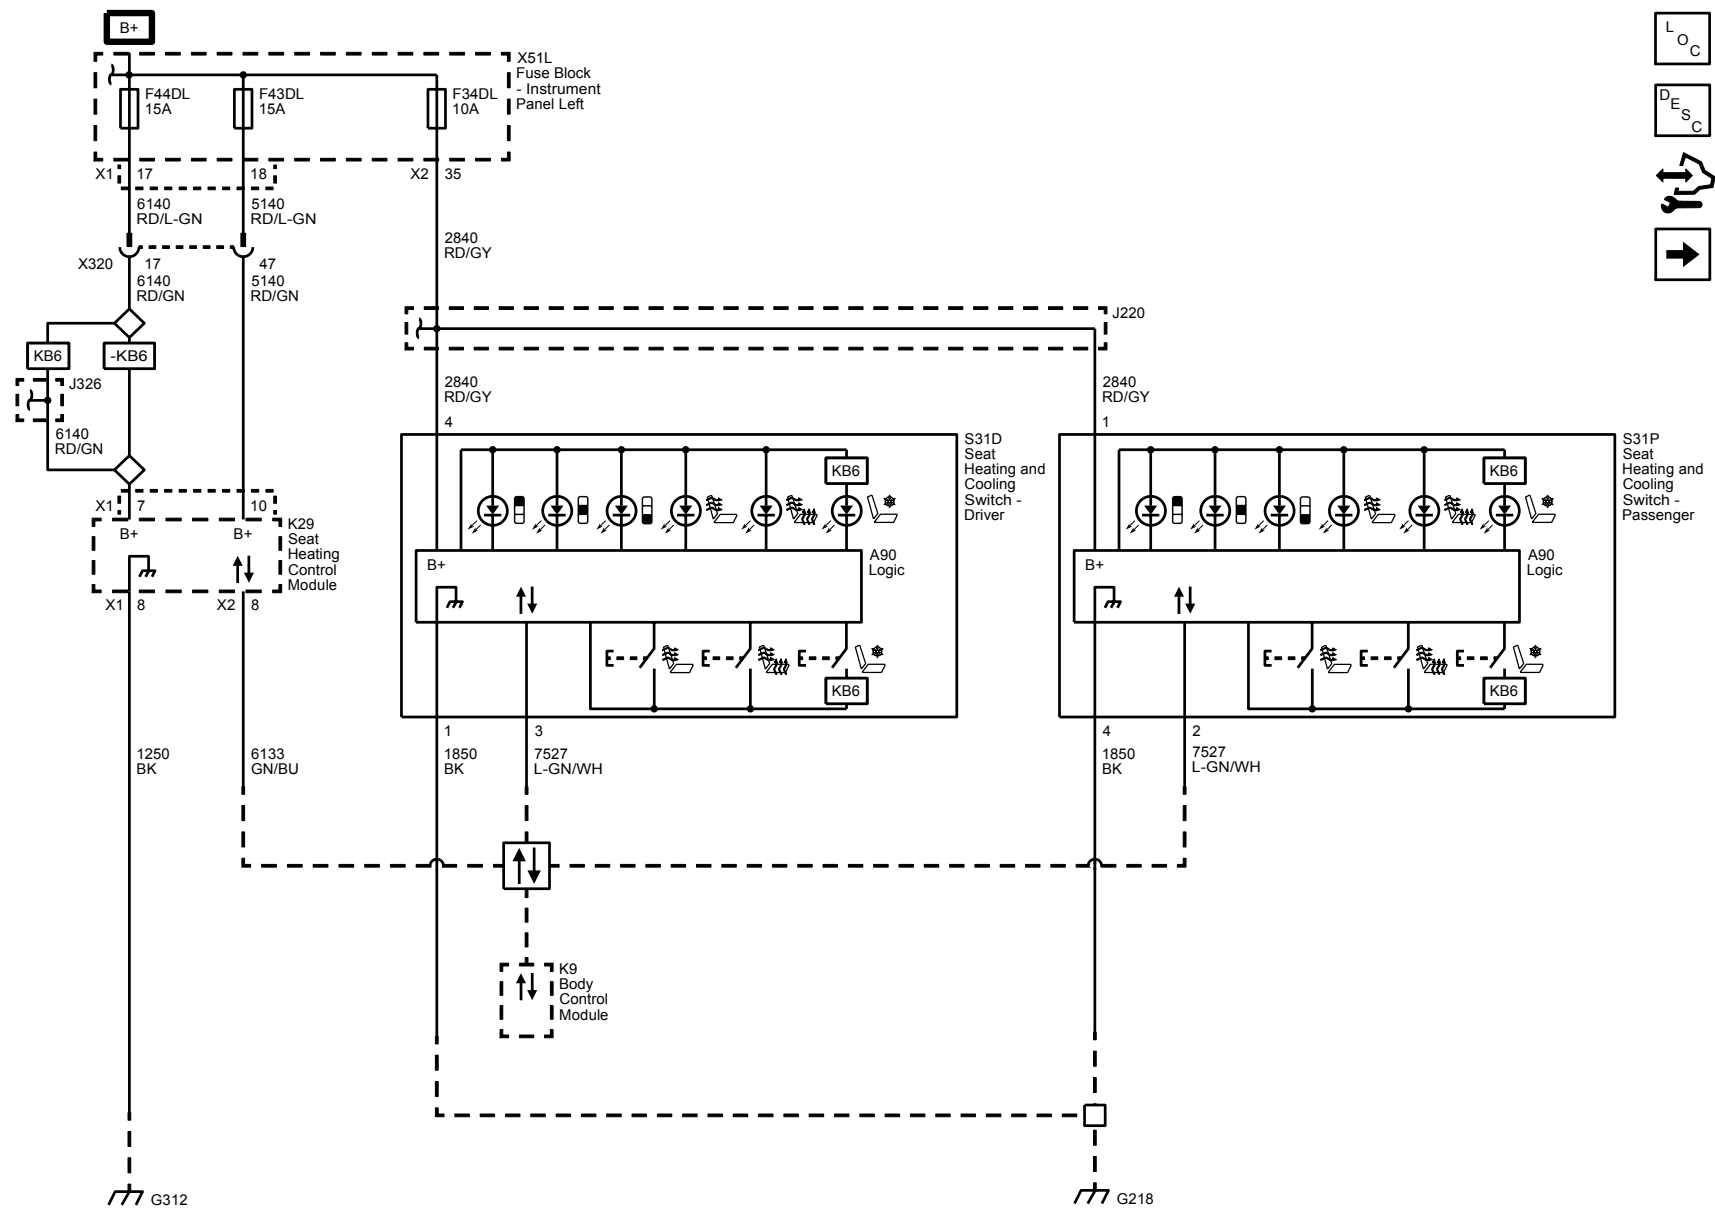 B+
L
O
C
X51L
Fuse Block
- Instrument
Panel Left
F44DL
15A
F43DL
15A
F34DL
10A
D
E
S
C
X1
17
18
X2
35
6140
RD/L-GN
5140
RD/L-GN
2840
RD/GY
X320
17
47
6140
RD/GN
5140
RD/GN
J220
KB6
-KB6
J326
6140
RD/GN
2840
RD/GY
4
2840
RD/GY
1
S31D
Seat
Heating and
Cooling
Switch -
Driver
KB6
S31P
Seat
Heating and
Cooling
Switch -
Passenger
KB6
X1
7
10
B+
B+
K29
Seat
Heating
Control
Module
X1
8
X2
8
B+
A90
Logic
B+
A90
Logic
KB6
KB6
1
3
4
2
1250
BK
6133
GN/BU
1850
BK
7527
L-GN/WH
1850
BK
7527
L-GN/WH
K9
Body
Control
Module
G312
G218